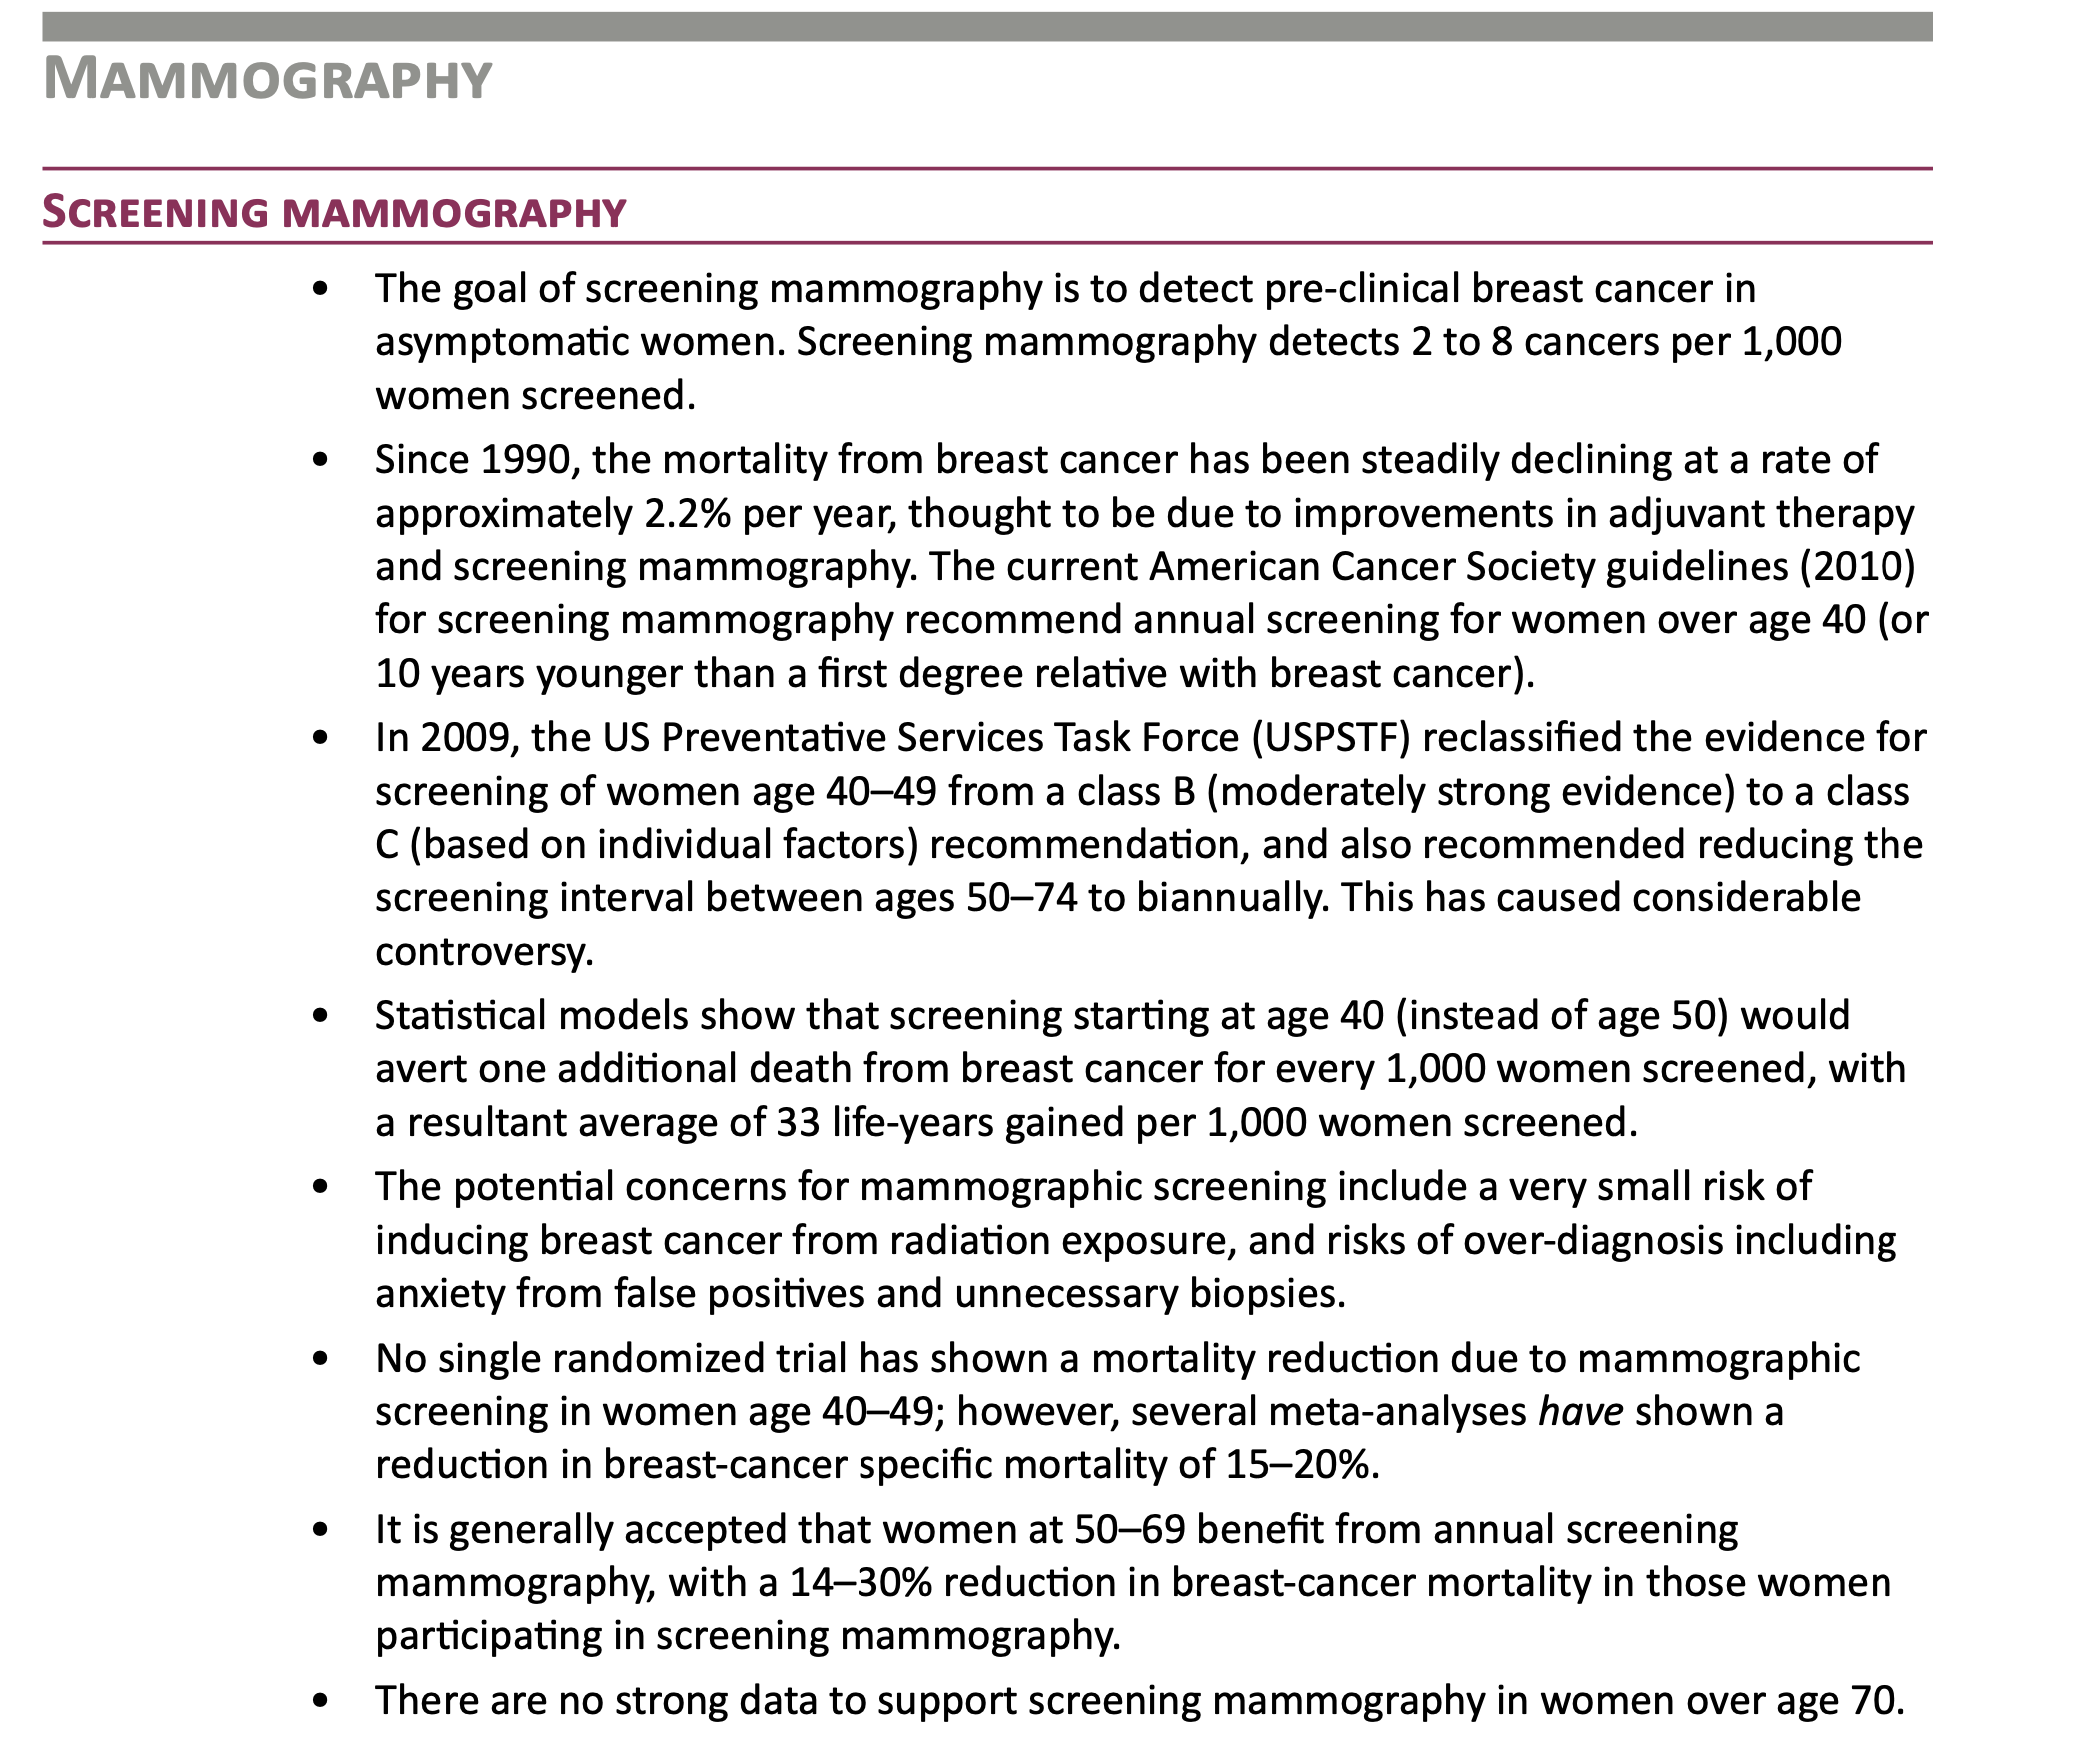 MAMMOGRAPHY
SCREENING MAMMOGRAPHY
• The goal of screening mammography is to detect pre-clinical breast cancer in
asymptomatic women. Screening mammography detects 2 to 8 cancers per 1,000
women screened.
• Since 1990, the mortality from breast cancer has been steadily declining at a rate of
approximately 2.2% per year, thought to be due to improvements in adjuvant therapy
and screening mammography. The current American Cancer Society guidelines (2010)
for screening mammography recommend annual screening for women over age 40 (or
10 years younger than a first degree relative with breast cancer).
• In 2009, the US Preventative Services Task Force (USPSTF) reclassified the evidence for
screening of women age 40–49 from a class B (moderately strong evidence) to a class
C (based on individual factors) recommendation, and also recommended reducing the
screening interval between ages 50–74 to biannually. This has caused considerable
controversy.
• Statistical models show that screening starting at age 40 (instead of age 50) would
avert one additional death from breast cancer for every 1,000 women screened, with
a resultant average of 33 life-years gained per 1,000 women screened.
• The potential concerns for mammographic screening include a very small risk of
inducing breast cancer from radiation exposure, and risks of over-diagnosis including
anxiety from false positives and unnecessary biopsies.
• No single randomized trial has shown a mortality reduction due to mammographic
screening in women age 40–49; however, several meta-analyses have shown a
reduction in breast-cancer specific mortality of 15–20%.
• It is generally accepted that women at 50–69 benefit from annual screening
mammography, with a 14–30% reduction in breast-cancer mortality in those women
participating in screening mammography.
• There are no strong data to support screening mammography in women over age 70.